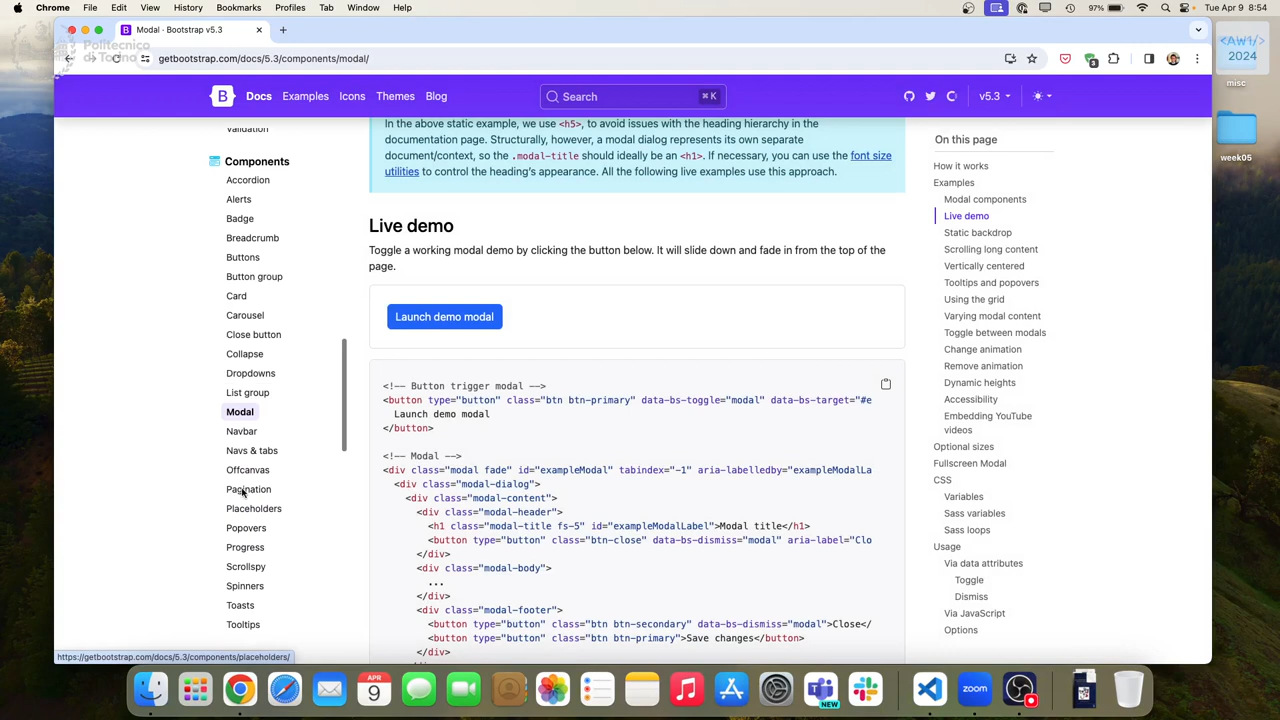 Chrome File Edit View History Bookmarks Profiles Tab Window Help 97% Tue Apr 9 8:54
Politecnico
di Torino
Modal · Bootstrap v5.3
getbootstrap.com/docs/5.3/components/modal/
3
<AW1/>
2024
misc
week05
B Docs Examples Icons Themes Blog Search ⌘K v5.3
Validation
Components
Accordion
Alerts
Badge
Breadcrumb
Buttons
Button group
Card
Carousel
Close button
Collapse
Dropdowns
List group
Modal
Navbar
Navs & tabs
Offcanvas
Pagination
Placeholders
Popovers
Progress
Scrollspy
Spinners
Toasts
Tooltips
https://getbootstrap.com/docs/5.3/components/placeholders/
In the above static example, we use <h5>, to avoid issues with the heading hierarchy in the
documentation page. Structurally, however, a modal dialog represents its own separate
document/context, so the .modal-title should ideally be an <h1>. If necessary, you can use the font size
utilities to control the heading's appearance. All the following live examples use this approach.
Live demo
Toggle a working modal demo by clicking the button below. It will slide down and fade in from the top of the
page.
Launch demo modal
<!-- Button trigger modal -->
<button type="button" class="btn btn-primary" data-bs-toggle="modal" data-bs-target="#e
Launch demo modal
</button>
<!-- Modal -->
<div class="modal fade" id="exampleModal" tabindex="-1" aria-labelledby="exampleModalLa
<div class="modal-dialog">
<div class="modal-content">
<div class="modal-header">
<h1 class="modal-title fs-5" id="exampleModalLabel">Modal title</h1>
<button type="button" class="btn-close" data-bs-dismiss="modal" aria-label="Clo
</div>
<div class="modal-body">
...
</div>
<div class="modal-footer">
<button type="button" class="btn btn-secondary" data-bs-dismiss="modal">Close</
<button type="button" class="btn btn-primary">Save changes</button>
</div>
On this page
How it works
Examples
Modal components
Live demo
Static backdrop
Scrolling long content
Vertically centered
Tooltips and popovers
Using the grid
Varying modal content
Toggle between modals
Change animation
Remove animation
Dynamic heights
Accessibility
Embedding YouTube
videos
Optional sizes
Fullscreen Modal
CSS
Variables
Sass variables
Sass loops
Usage
Via data attributes
Toggle
Dismiss
Via JavaScript
Options
APR
9
NEW
zoom